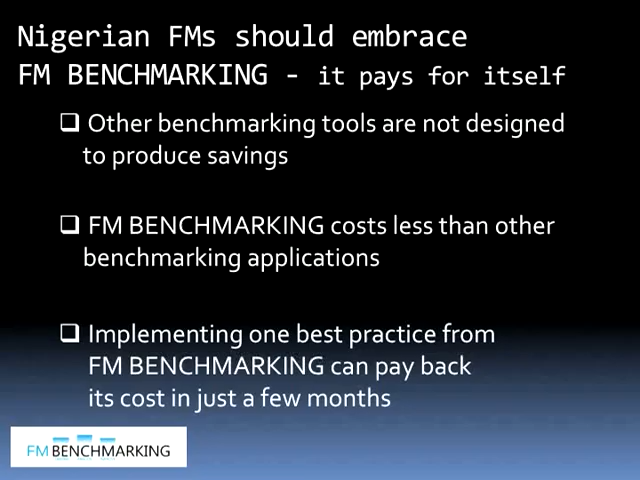 Nigerian FMs should embrace
FM BENCHMARKING - it pays for itself
Other benchmarking tools are not designed
to produce savings
FM BENCHMARKING costs less than other
benchmarking applications
Implementing one best practice from
FM BENCHMARKING can pay back
its cost in just a few months
FM BENCHMARKING